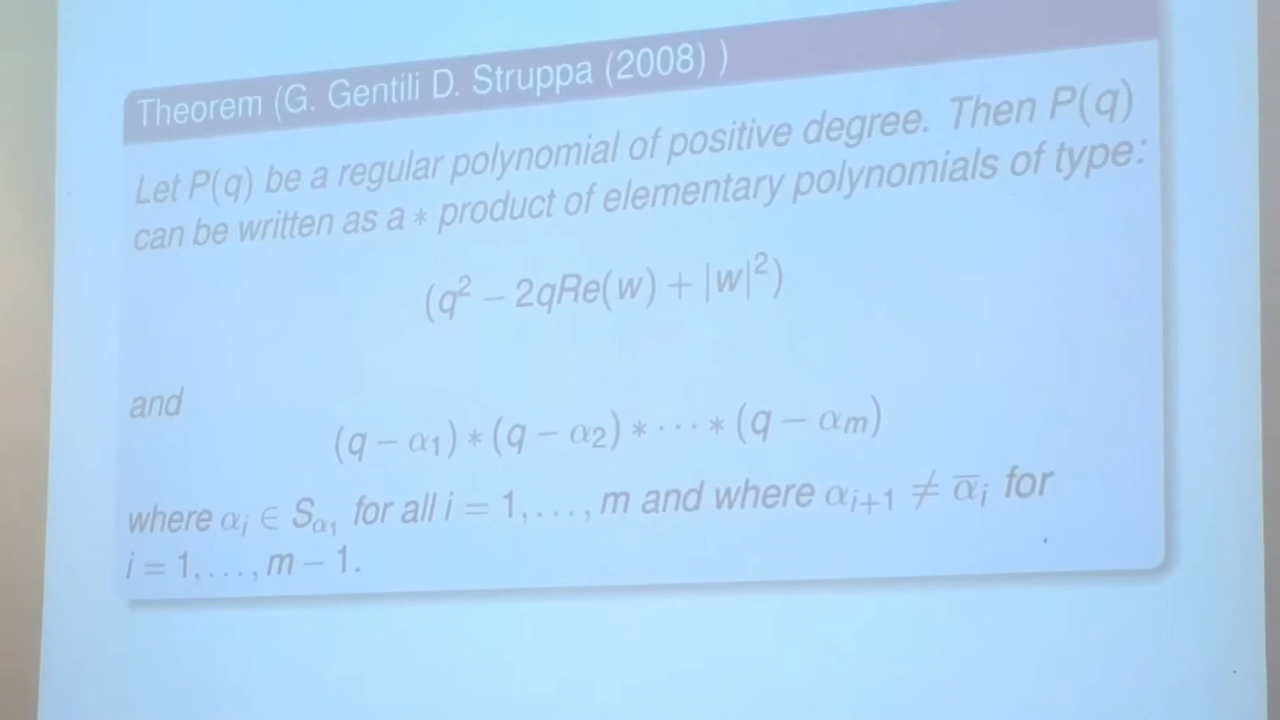 Theorem (G. Gentili D. Struppa (2008) )
Let P(q) be a regular polynomial of positive degree. Then P(q)
can be written as a * product of elementary polynomials of type:
(q² − 2qRe(w) + |w|²)
and
(q − α₁) * (q − α₂) * ··· * (q − αₘ)
where αᵢ ∈ S_α₁ for all i = 1, . . . , m and where αᵢ₊₁ ≠ α̅ᵢ for
i = 1, . . . , m − 1.